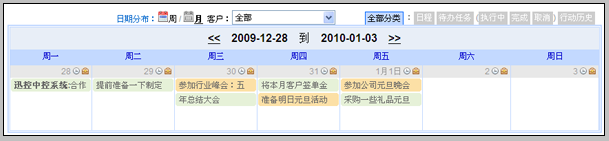 日期分布： 周 / 月 客户： 全部 全部分类 ： 日程 待办任务 ( 执行中 完成 取消 ) 行动历史
<< 2009-12-28 到 2010-01-03 >>
周一 周二 周三 周四 周五 周六 周日
28 29 30 31 1月1日 2 3
迅控中控系统:合作 提前准备一下制定 参加行业峰会：五 将本月客户签单金 参加公司元旦晚会
年总结大会 准备明日元旦活动 采购一些礼品元旦